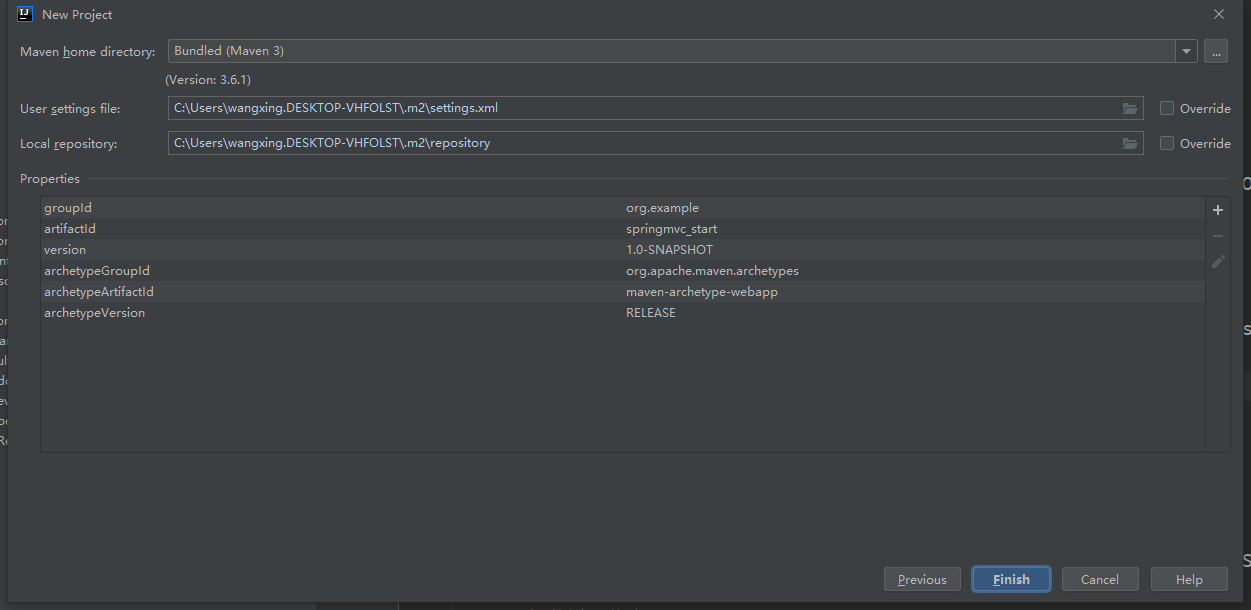 New Project
Maven home directory: Bundled (Maven 3) ...
(Version: 3.6.1)
User settings file: C:\Users\wangxing.DESKTOP-VHFOLST\.m2\settings.xml Override
Local repository: C:\Users\wangxing.DESKTOP-VHFOLST\.m2\repository Override
Properties
groupId org.example
artifactId springmvc_start
version 1.0-SNAPSHOT
archetypeGroupId org.apache.maven.archetypes
archetypeArtifactId maven-archetype-webapp
archetypeVersion RELEASE
Previous Finish Cancel Help